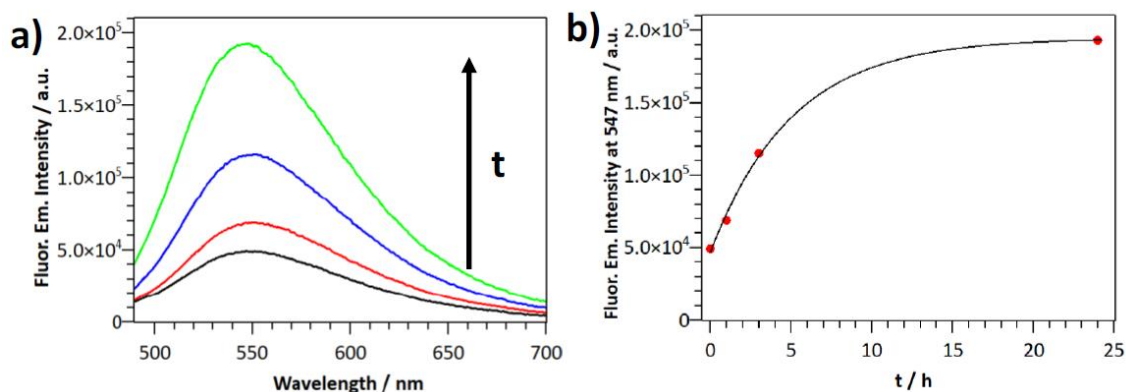 a)
Fluor. Em. Intensity / a.u.
2.0×10⁵
1.5×10⁵
1.0×10⁵
5.0×10⁴
0
t
500 550 600 650 700
Wavelength / nm
b)
Fluor. Em. Intensity at 547 nm / a.u.
2.0×10⁵
1.5×10⁵
1.0×10⁵
5.0×10⁴
0
0 5 10 15 20 25
t / h